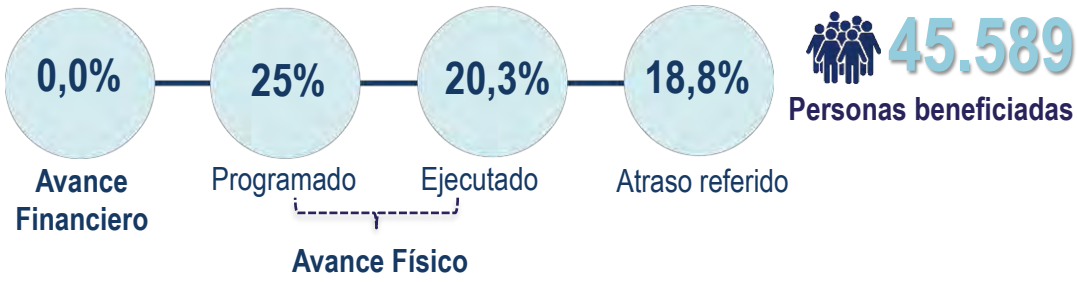 0,0%
25%
20,3%
18,8%
45.589
Personas beneficiadas
Avance
Financiero
Programado
Ejecutado
Atraso referido
Avance Físico